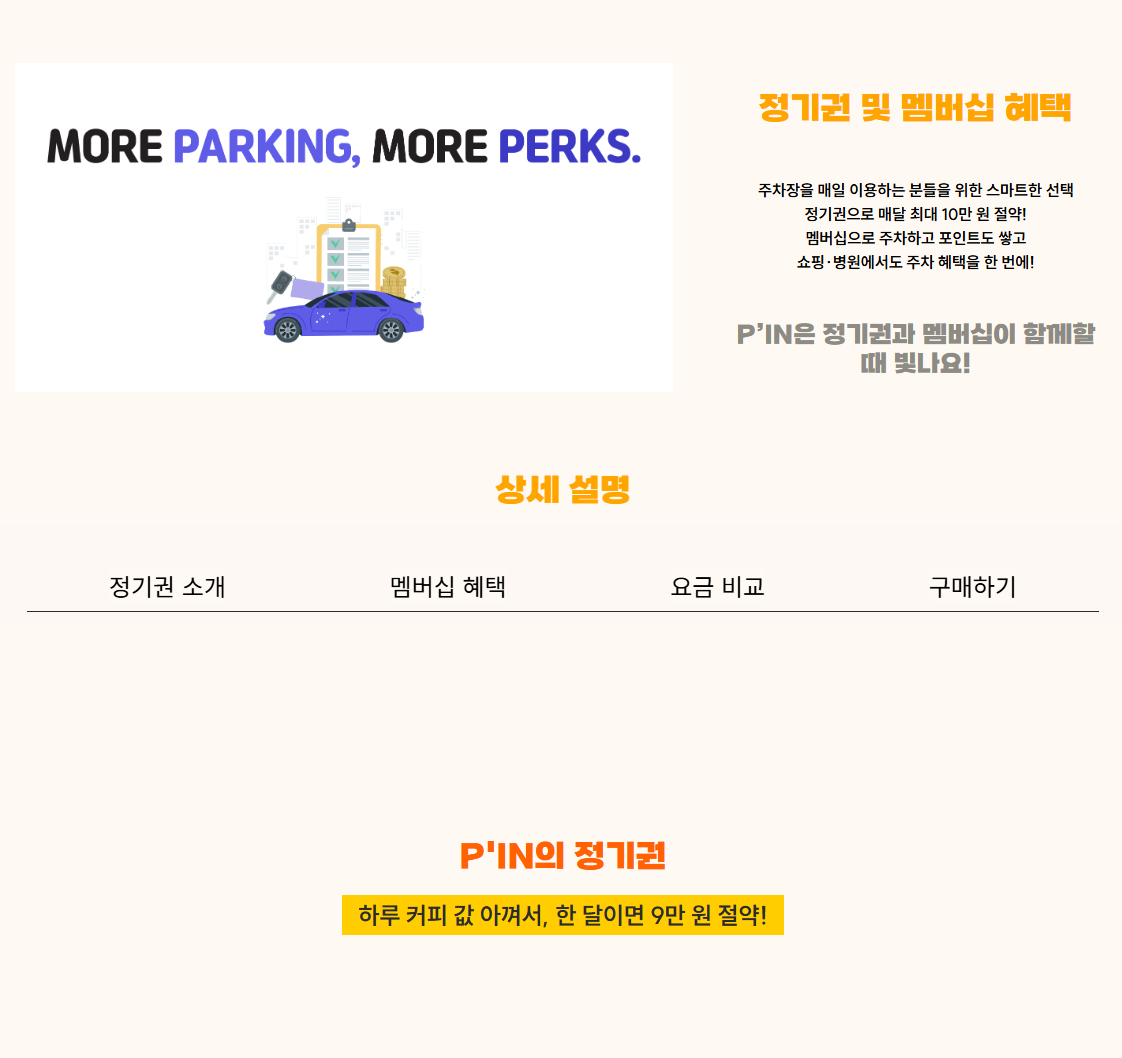 MORE PARKING, MORE PERKS.
정기권 및 멤버십 혜택
주차장을 매일 이용하는 분들을 위한 스마트한 선택
정기권으로 매달 최대 10만 원 절약!
멤버십으로 주차하고 포인트도 쌓고
쇼핑·병원에서도 주차 혜택을 한 번에!
P’IN은 정기권과 멤버십이 함께할
때 빛나요!
상세 설명
정기권 소개 멤버십 혜택 요금 비교 구매하기
P'IN의 정기권
하루 커피 값 아껴서, 한 달이면 9만 원 절약!